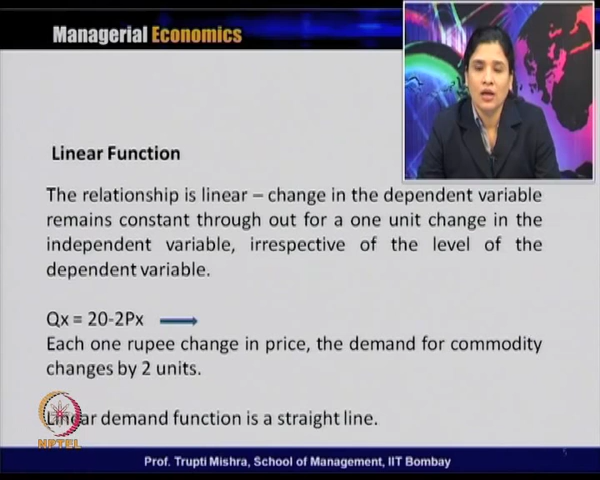 Managerial Economics
Linear Function
The relationship is linear – change in the dependent variable
remains constant through out for a one unit change in the
independent variable, irrespective of the level of the
dependent variable.
Qx = 20-2Px
Each one rupee change in price, the demand for commodity
changes by 2 units.
Linear demand function is a straight line.
NPTEL
Prof. Trupti Mishra, School of Management, IIT Bombay
5